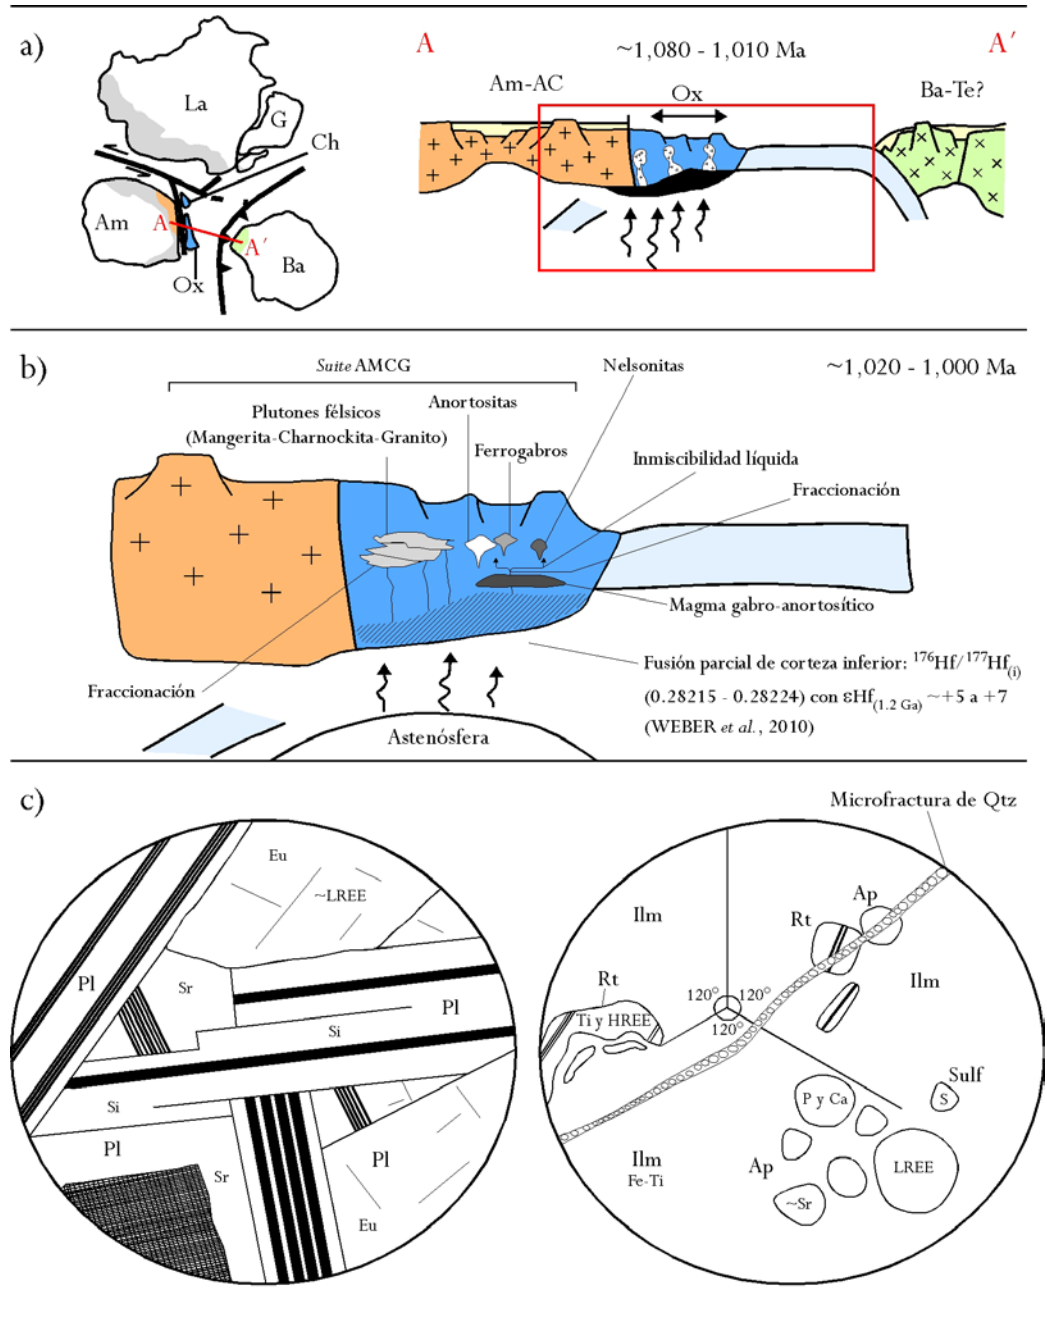 a)
La
G
Ch
Am
A
A′
Ox
Ba
A
~1,080 - 1,010 Ma
A′
Am-AC
Ox
Ba-Te?
b)
Suite AMCG
Nelsonitas
~1,020 - 1,000 Ma
Anortositas
Plutones félsicos
(Mangerita-Charnockita-Granito)
Ferrogabros
Inmiscibilidad líquida
Fraccionación
Magma gabro-anortosítico
Fraccionación
Fusión parcial de corteza inferior: ¹⁷⁶Hf/¹⁷⁷Hf(i)
(0.28215 - 0.28224) con εHf(1.2 Ga) ~+5 a +7
(WEBER et al., 2010)
Astenósfera
c)
Microfractura de Qtz
Eu
~LREE
Pl
Sr
Pl
Si
Si
Pl
Sr
Pl
Eu
Ilm
Ap
Rt
Ilm
Rt
Ti y HREE
120°
120°
120°
Sulf
S
P y Ca
Ilm
Fe-Ti
Ap
LREE
~Sr